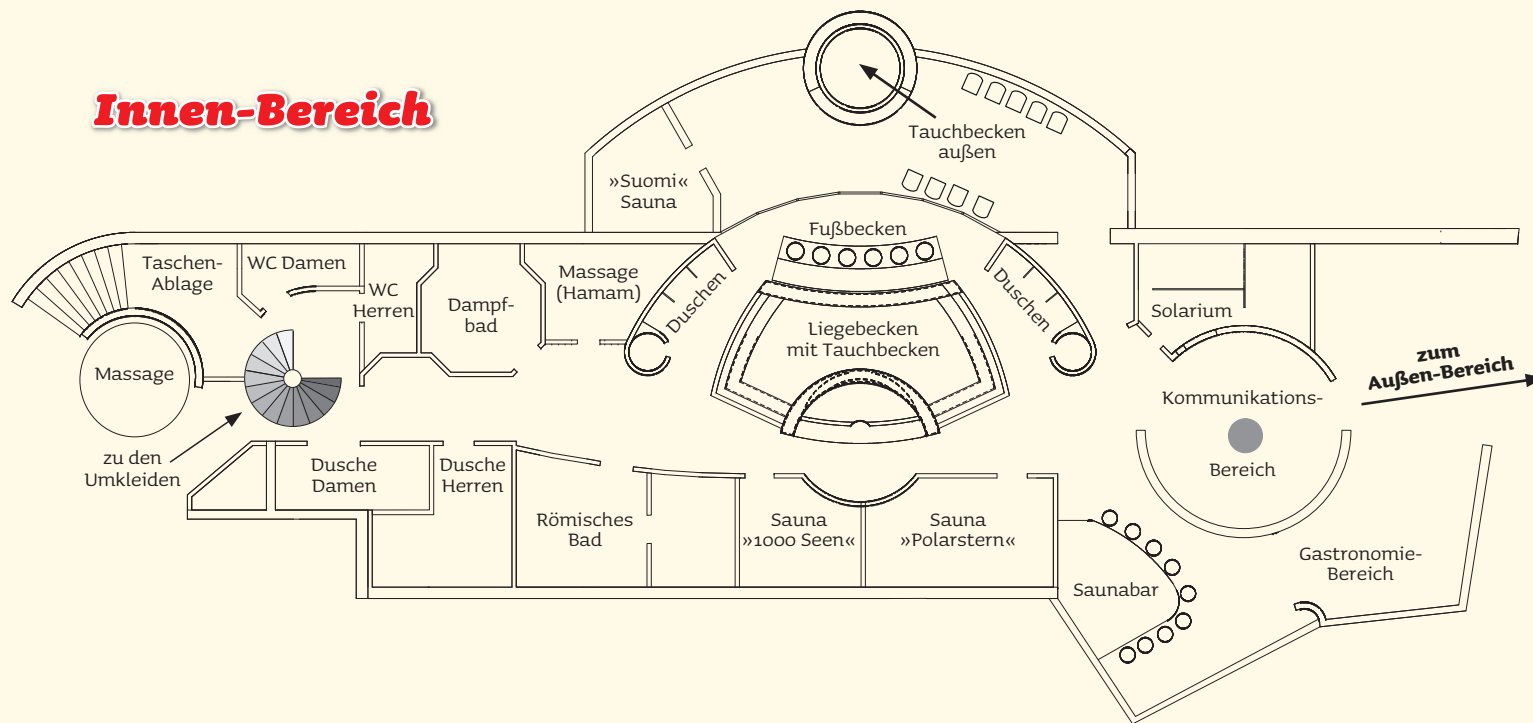 Innen-Bereich
Tauchbecken
außen
»Suomi«
Sauna
Fußbecken
Taschen-
Ablage
WC Damen
WC
Herren
Dampf-
bad
Massage
(Hamam)
Duschen
Liegebecken
mit Tauchbecken
Duschen
Solarium
Massage
zum
Außen-Bereich
Kommunikations-
Bereich
zu den
Umkleiden
Dusche
Damen
Dusche
Herren
Römisches
Bad
Sauna
»1000 Seen«
Sauna
»Polarstern«
Saunabar
Gastronomie-
Bereich